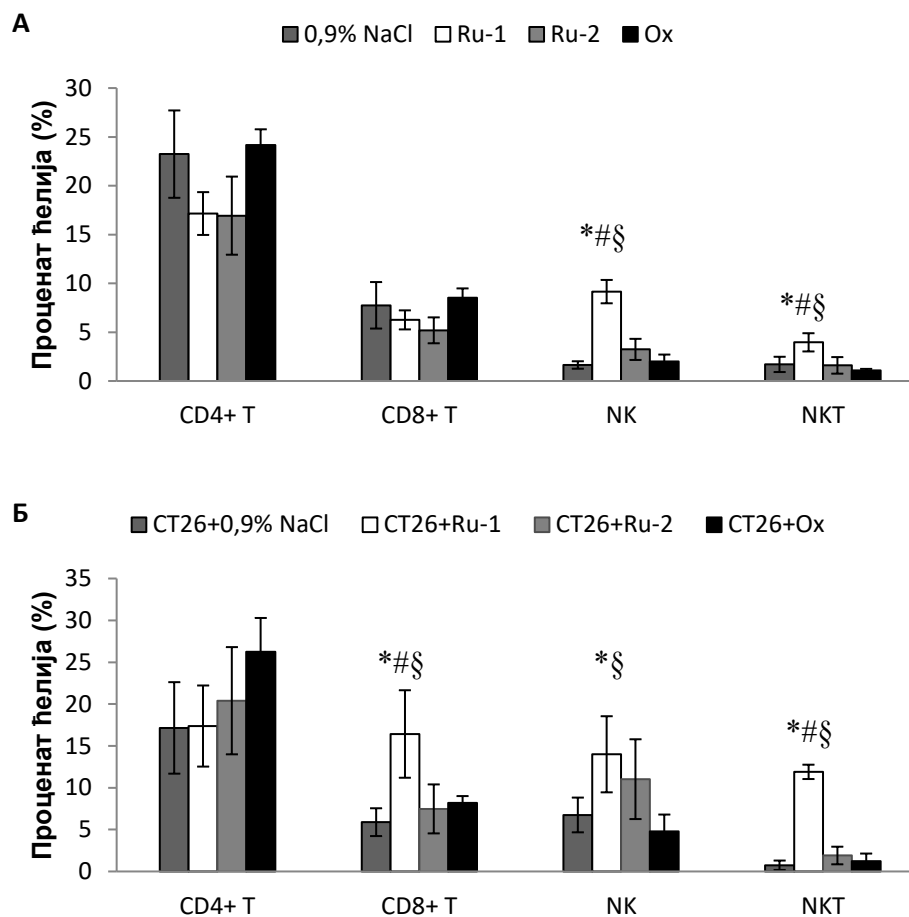 А
0,9% NaCl Ru-1 Ru-2 Ox
Проценат ћелија (%)
30
25
20
15
10
5
0
*#§
*#§
CD4+ T CD8+ T NK NKT
Б
CT26+0,9% NaCl CT26+Ru-1 CT26+Ru-2 CT26+Ox
Проценат ћелија (%)
35
30
25
20
15
10
5
0
*#§
*§
*#§
CD4+ T CD8+ T NK NKT